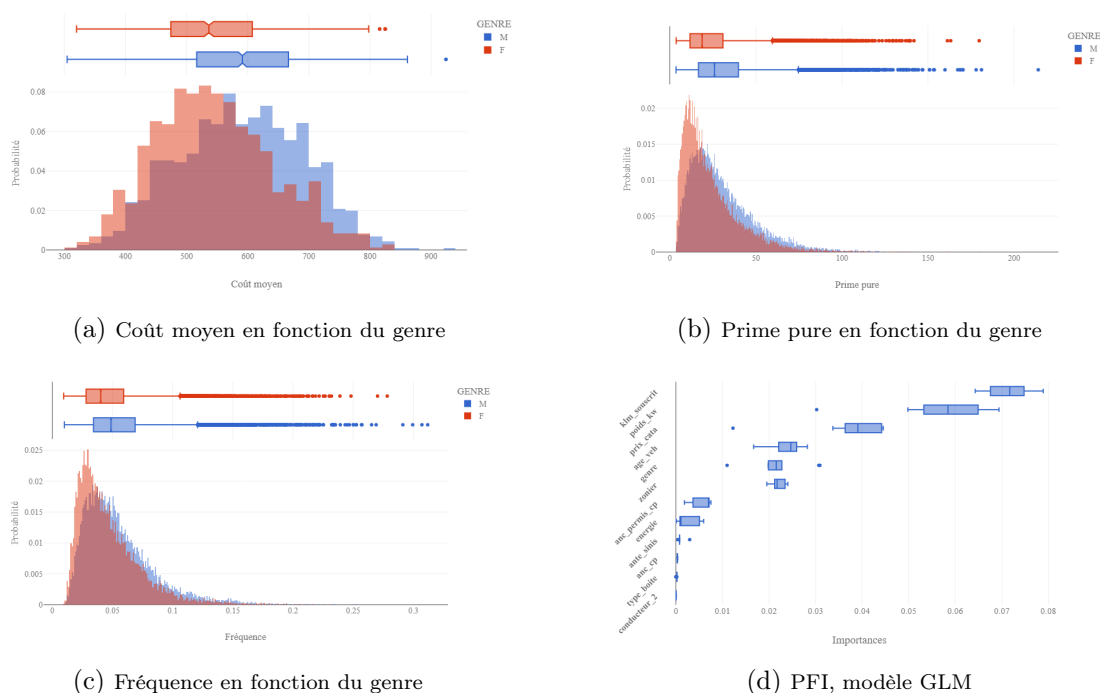 GENRE
M
F
0.08
0.06
0.04
0.02
0
Probabilité
300 400 500 600 700 800 900
Coût moyen
(a) Coût moyen en fonction du genre
GENRE
M
F
0.02
0.015
0.01
0.005
0
Probabilité
0 50 100 150 200
Prime pure
(b) Prime pure en fonction du genre
GENRE
M
F
0.025
0.02
0.015
0.01
0.005
0
Probabilité
0 0.05 0.1 0.15 0.2 0.25 0.3
Fréquence
(c) Fréquence en fonction du genre
klm_souscrit
poids_kw
prix_cata
age_veh
genre
zonier
anc_permis_cp
energie
ante_sinis
anc_cp
type_boite
conducteur_2
0 0.01 0.02 0.03 0.04 0.05 0.06 0.07 0.08
Importances
(d) PFI, modèle GLM